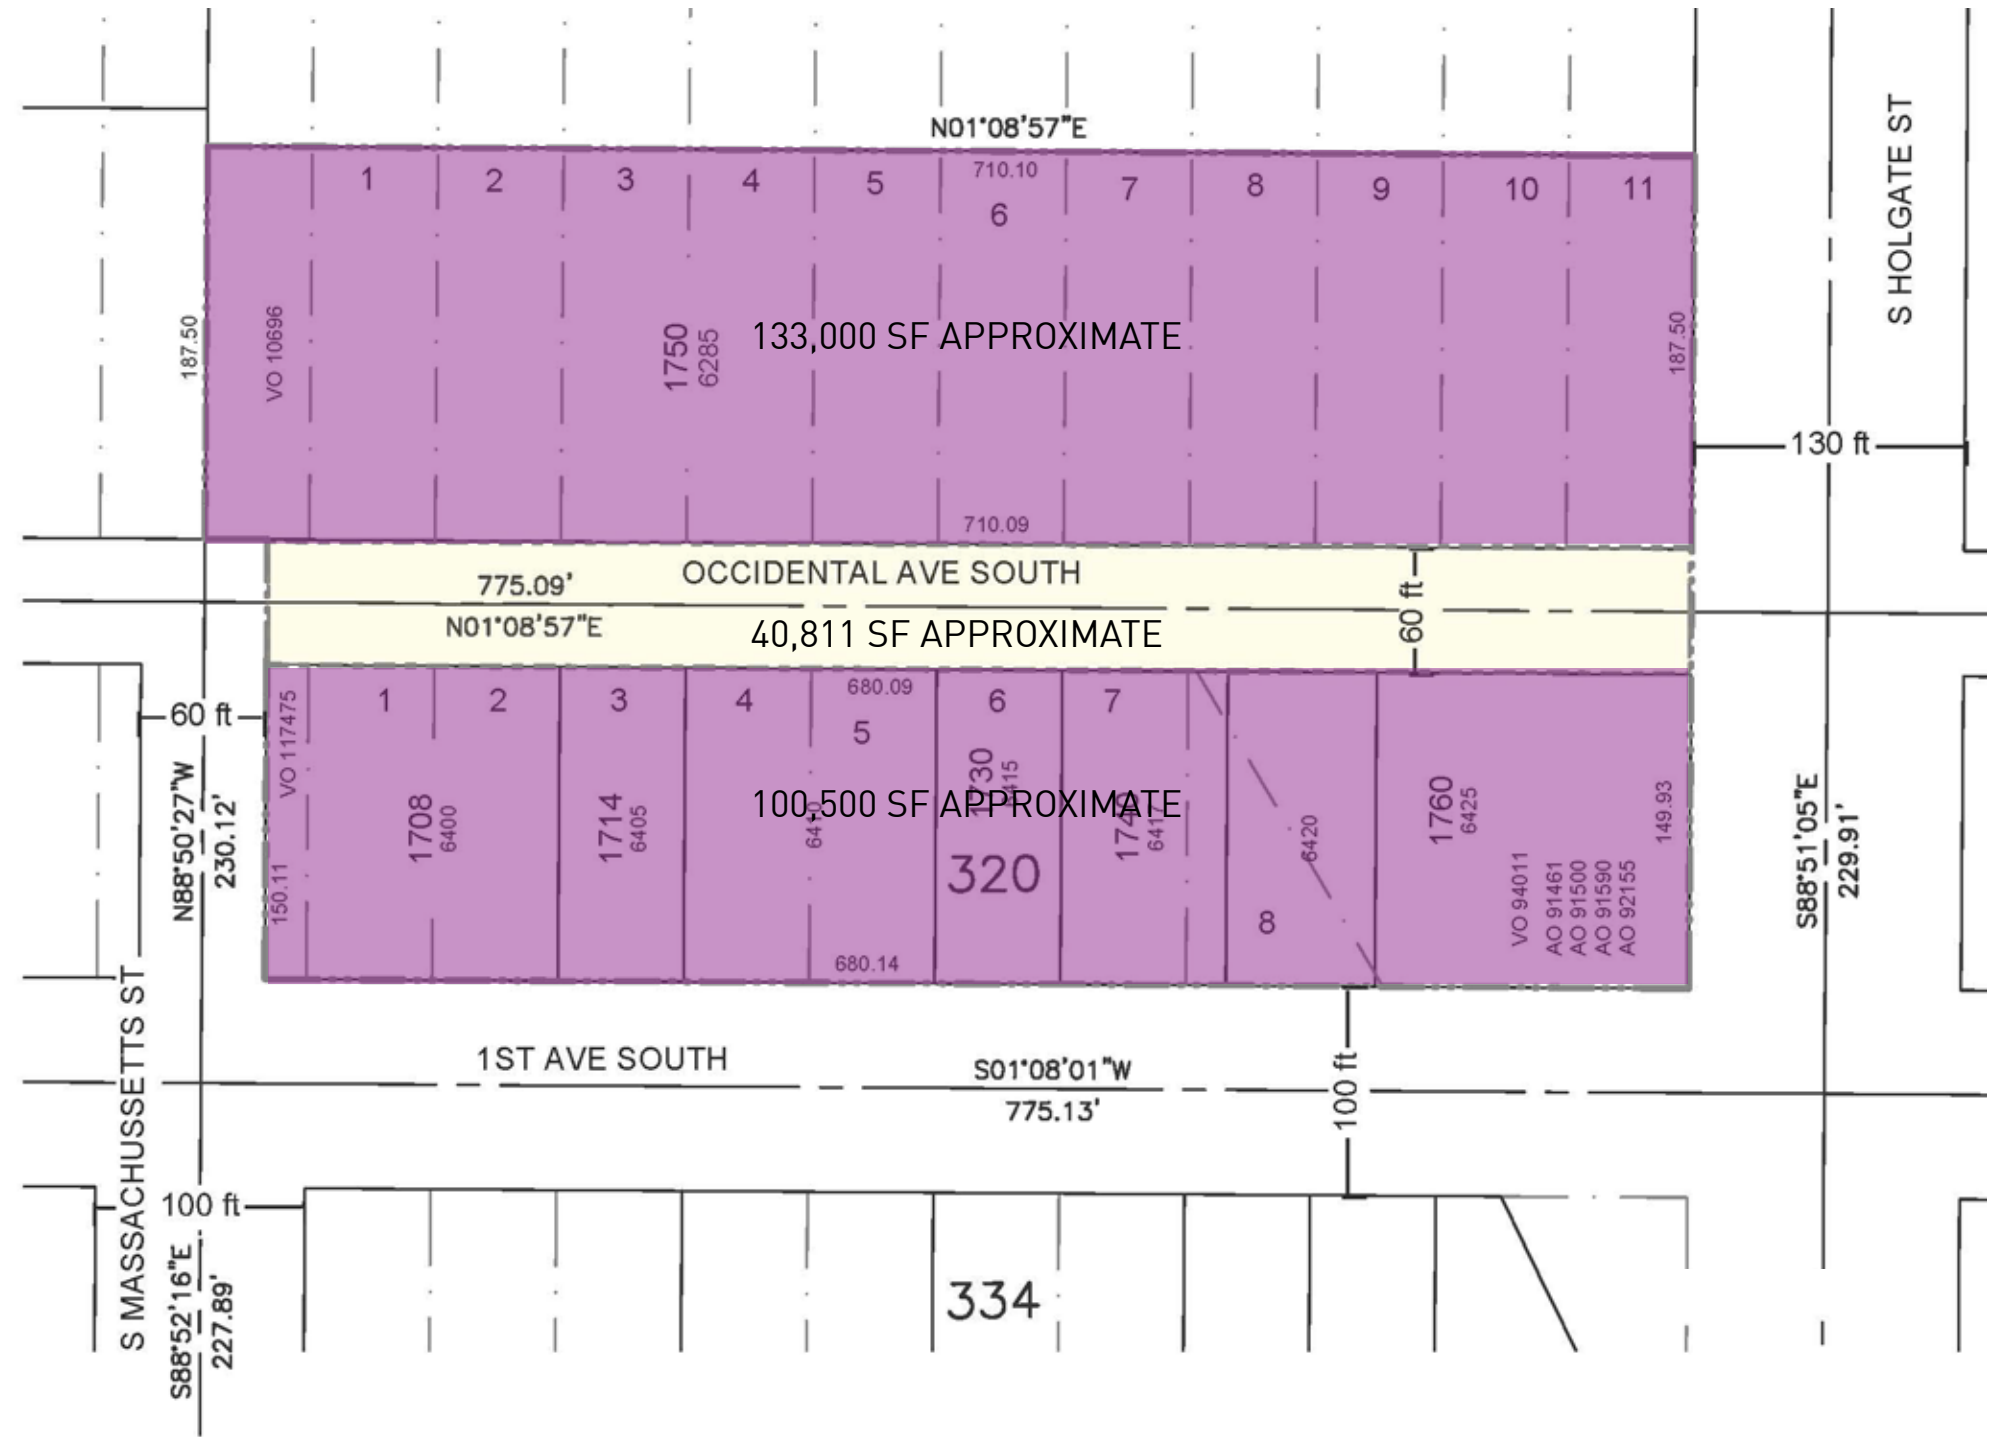 N01°08'57"E
710.10
1
2
3
4
5
6
7
8
9
10
11
S HOLGATE ST
187.50
VO 10696
1750
6285
133,000 SF APPROXIMATE
187.50
130 ft
710.09
OCCIDENTAL AVE SOUTH
775.09'
N01°08'57"E
40,811 SF APPROXIMATE
60 ft
680.09
1
2
3
4
5
6
7
8
60 ft
VO 117475
150.11
1708
6400
1714
6405
6410
1730
6415
1740
6417
6420
1760
6425
149.93
100,500 SF APPROXIMATE
320
VO 94011
AO 91461
AO 91500
AO 91590
AO 92155
680.14
N88°50'27"W
230.12'
S88°51'05"E
229.91'
S MASSACHUSSETTS ST
1ST AVE SOUTH
S01°08'01"W
775.13'
100 ft
100 ft
S88°52'16"E
227.89'
334